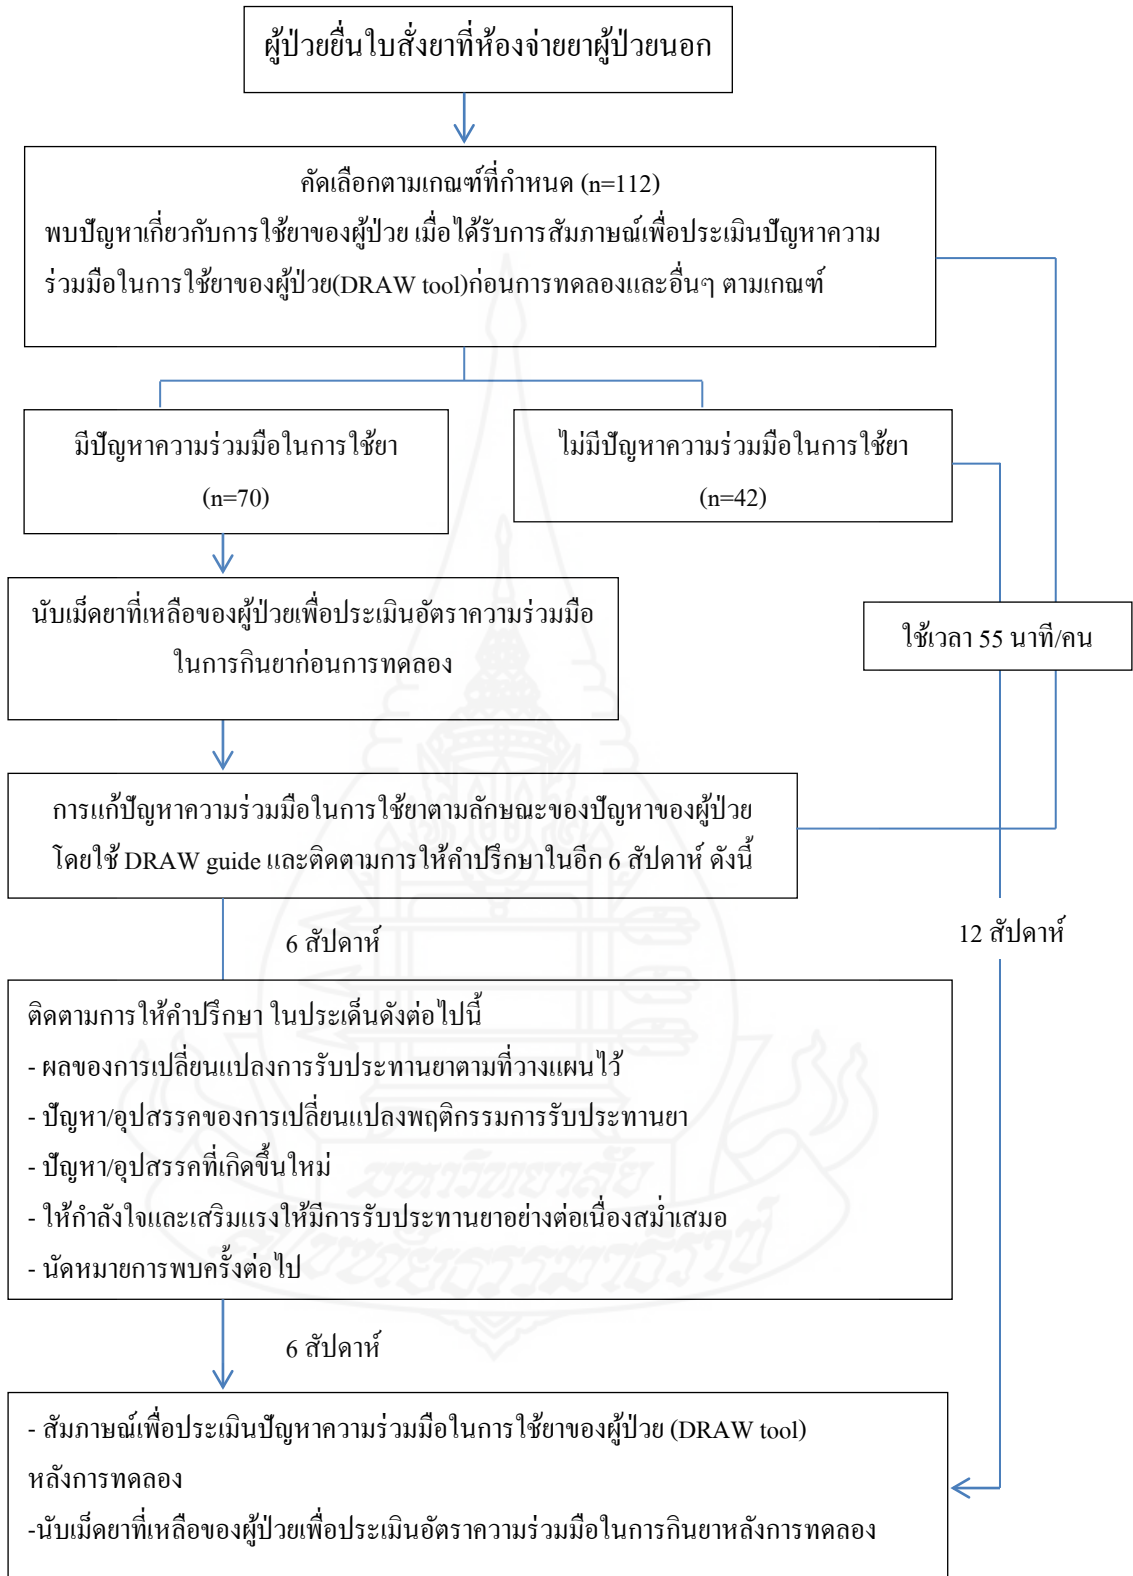 ผู้ป่วยยื่นใบสั่งยาที่ห้องจ่ายยาผู้ป่วยนอก
คัดเลือกตามเกณฑ์ที่กำหนด (n=112)
พบปัญหาเกี่ยวกับการใช้ยาของผู้ป่วย เมื่อได้รับการสัมภาษณ์เพื่อประเมินปัญหาความ
ร่วมมือในการใช้ยาของผู้ป่วย(DRAW tool)ก่อนการทดลองและอื่นๆ ตามเกณฑ์
มีปัญหาความร่วมมือในการใช้ยา
(n=70)
ไม่มีปัญหาความร่วมมือในการใช้ยา
(n=42)
นับเม็ดยาที่เหลือของผู้ป่วยเพื่อประเมินอัตราความร่วมมือ
ในการกินยาก่อนการทดลอง
ใช้เวลา 55 นาที/คน
การแก้ปัญหาความร่วมมือในการใช้ยาตามลักษณะของปัญหาของผู้ป่วย
โดยใช้ DRAW guide และติดตามการให้คำปรึกษาในอีก 6 สัปดาห์ ดังนี้
6 สัปดาห์
12 สัปดาห์
ติดตามการให้คำปรึกษา ในประเด็นดังต่อไปนี้
- ผลของการเปลี่ยนแปลงการรับประทานยาตามที่วางแผนไว้
- ปัญหา/อุปสรรคของการเปลี่ยนแปลงพฤติกรรมการรับประทานยา
- ปัญหา/อุปสรรคที่เกิดขึ้นใหม่
- ให้กำลังใจและเสริมแรงให้มีการรับประทานยาอย่างต่อเนื่องสม่ำเสมอ
- นัดหมายการพบครั้งต่อไป
มหาวิทยาลัย
สุโขทัยธรรมาธิราช
6 สัปดาห์
- สัมภาษณ์เพื่อประเมินปัญหาความร่วมมือในการใช้ยาของผู้ป่วย (DRAW tool)
หลังการทดลอง
-นับเม็ดยาที่เหลือของผู้ป่วยเพื่อประเมินอัตราความร่วมมือในการกินยาหลังการทดลอง